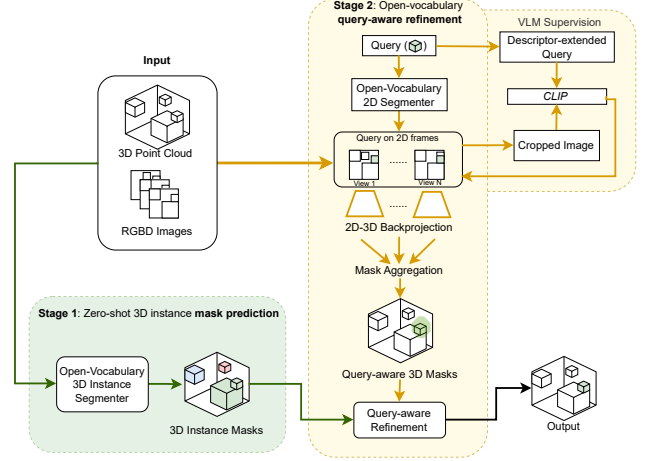 Stage 2: Open-vocabulary
query-aware refinement
VLM Supervision
Query ( )
Descriptor-extended
Query
Input
Open-Vocabulary
2D Segmenter
CLIP
Query on 2D frames
Cropped Image
3D Point Cloud
......
View 1
View N
RGBD Images
......
2D-3D Backprojection
Mask Aggregation
Stage 1: Zero-shot 3D instance mask prediction
Open-Vocabulary
3D Instance
Segmenter
Query-aware 3D Masks
3D Instance Masks
Query-aware
Refinement
Output